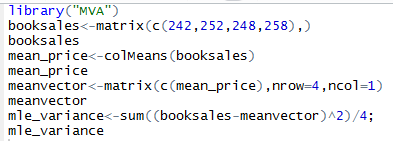 library("MVA")
booksales<-matrix(c(242,252,248,258),)
booksales
mean_price<-colMeans(booksales)
mean_price
meanvector<-matrix(c(mean_price),nrow=4,ncol=1)
meanvector
mle_variance<-sum((booksales-meanvector)^2)/4;
mle_variance